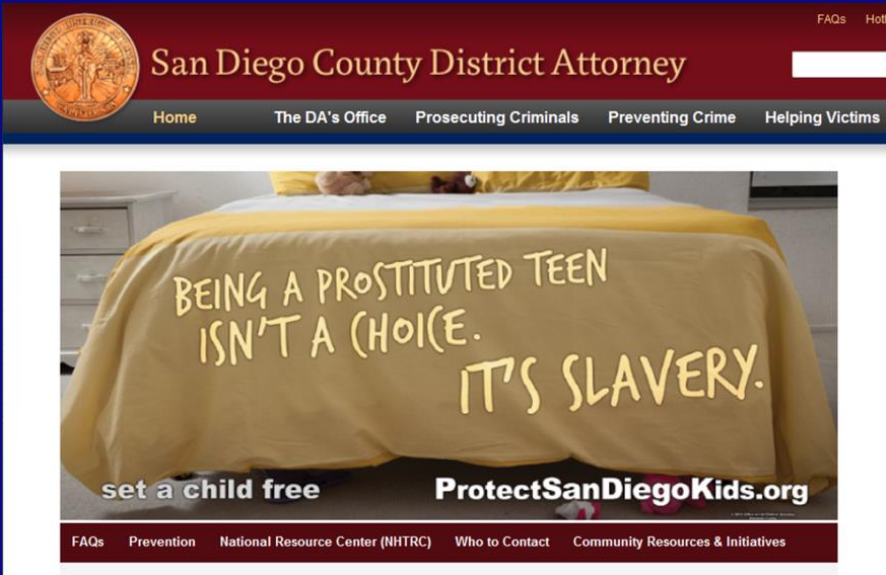 FAQs
San Diego County District Attorney
Home The DA's Office Prosecuting Criminals Preventing Crime Helping Victims
BEING A PROSTITUTED TEEN
ISN'T A CHOICE.
IT'S SLAVERY.
set a child free ProtectSanDiegoKids.org
FAQs Prevention National Resource Center (NHTRC) Who to Contact Community Resources & Initiatives